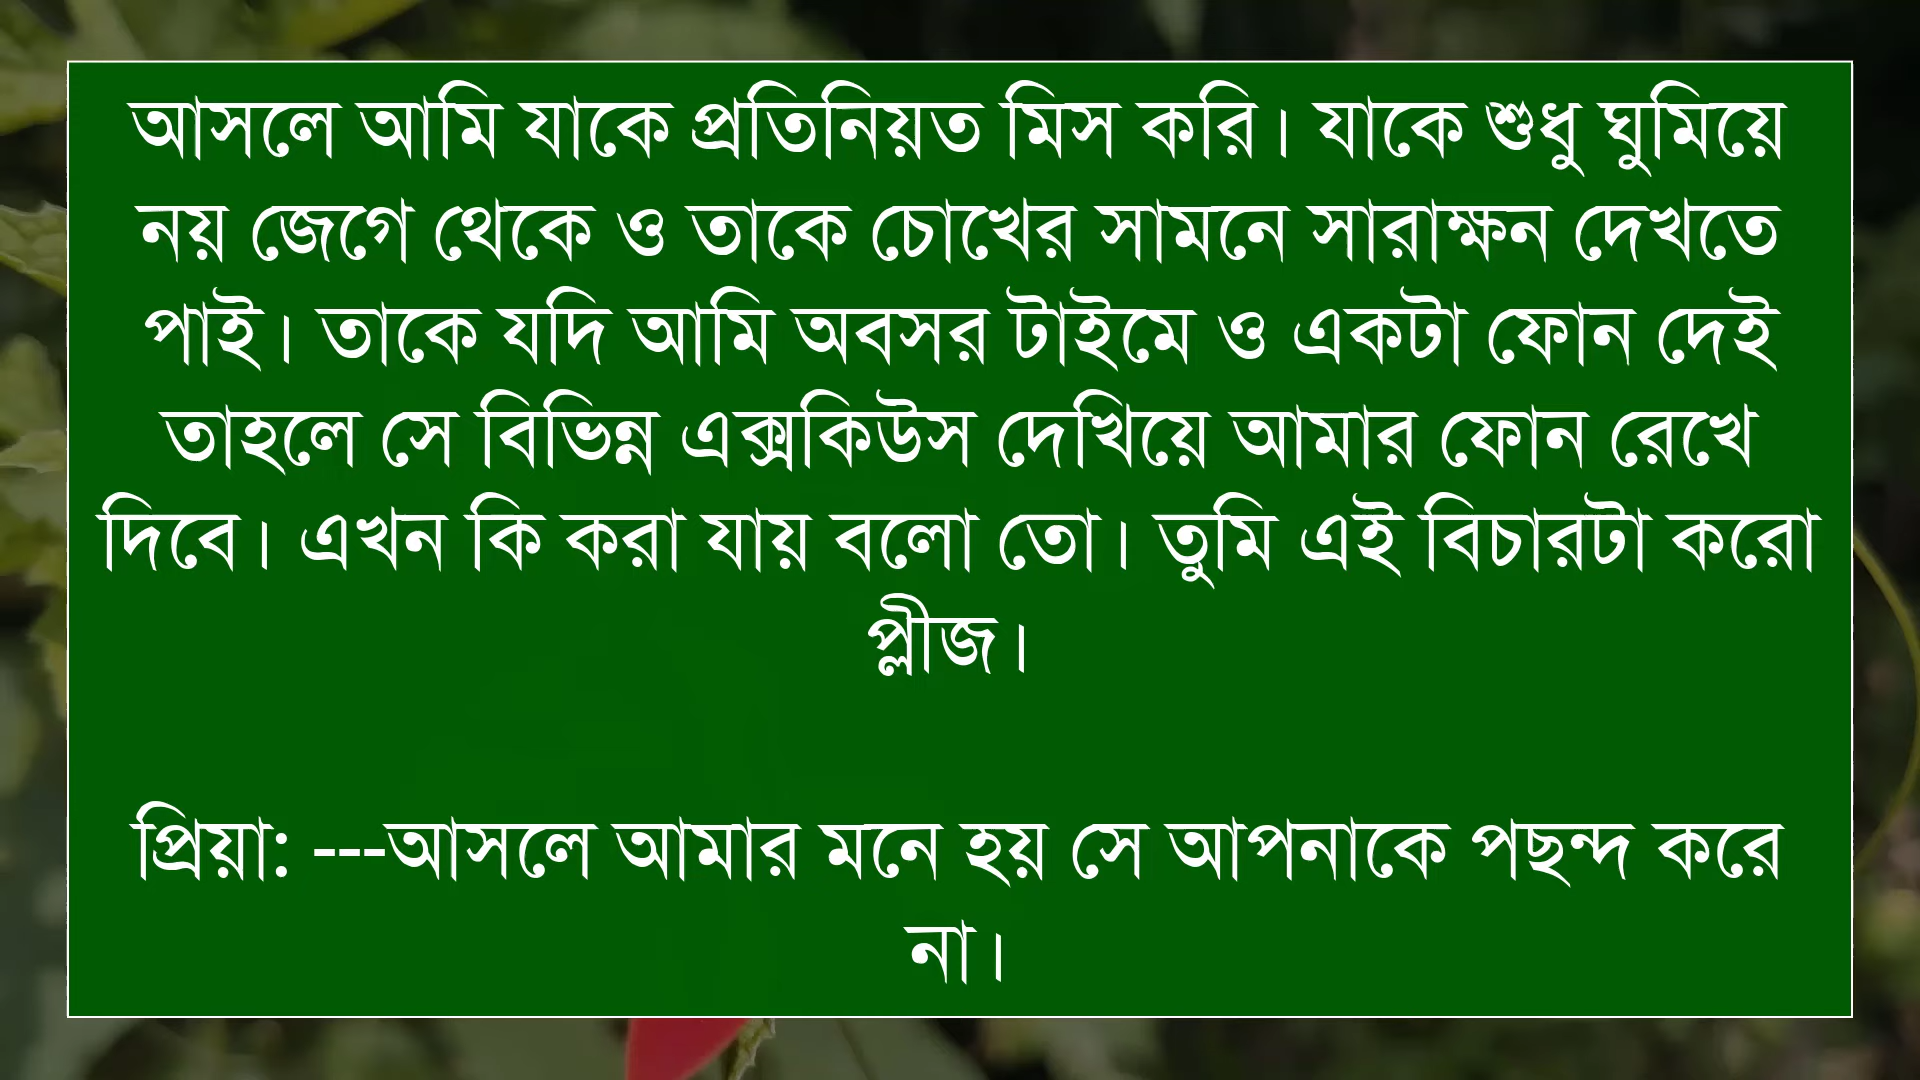 আসলে আমি যাকে প্রতিনিয়ত মিস করি। যাকে শুধু ঘুমিয়ে
নয় জেগে থেকে ও তাকে চোখের সামনে সারাক্ষন দেখতে
পাই। তাকে যদি আমি অবসর টাইমে ও একটা ফোন দেই
তাহলে সে বিভিন্ন এক্সকিউস দেখিয়ে আমার ফোন রেখে
দিবে। এখন কি করা যায় বলো তো। তুমি এই বিচারটা করো
প্লীজ।
প্রিয়া: ---আসলে আমার মনে হয় সে আপনাকে পছন্দ করে
না।